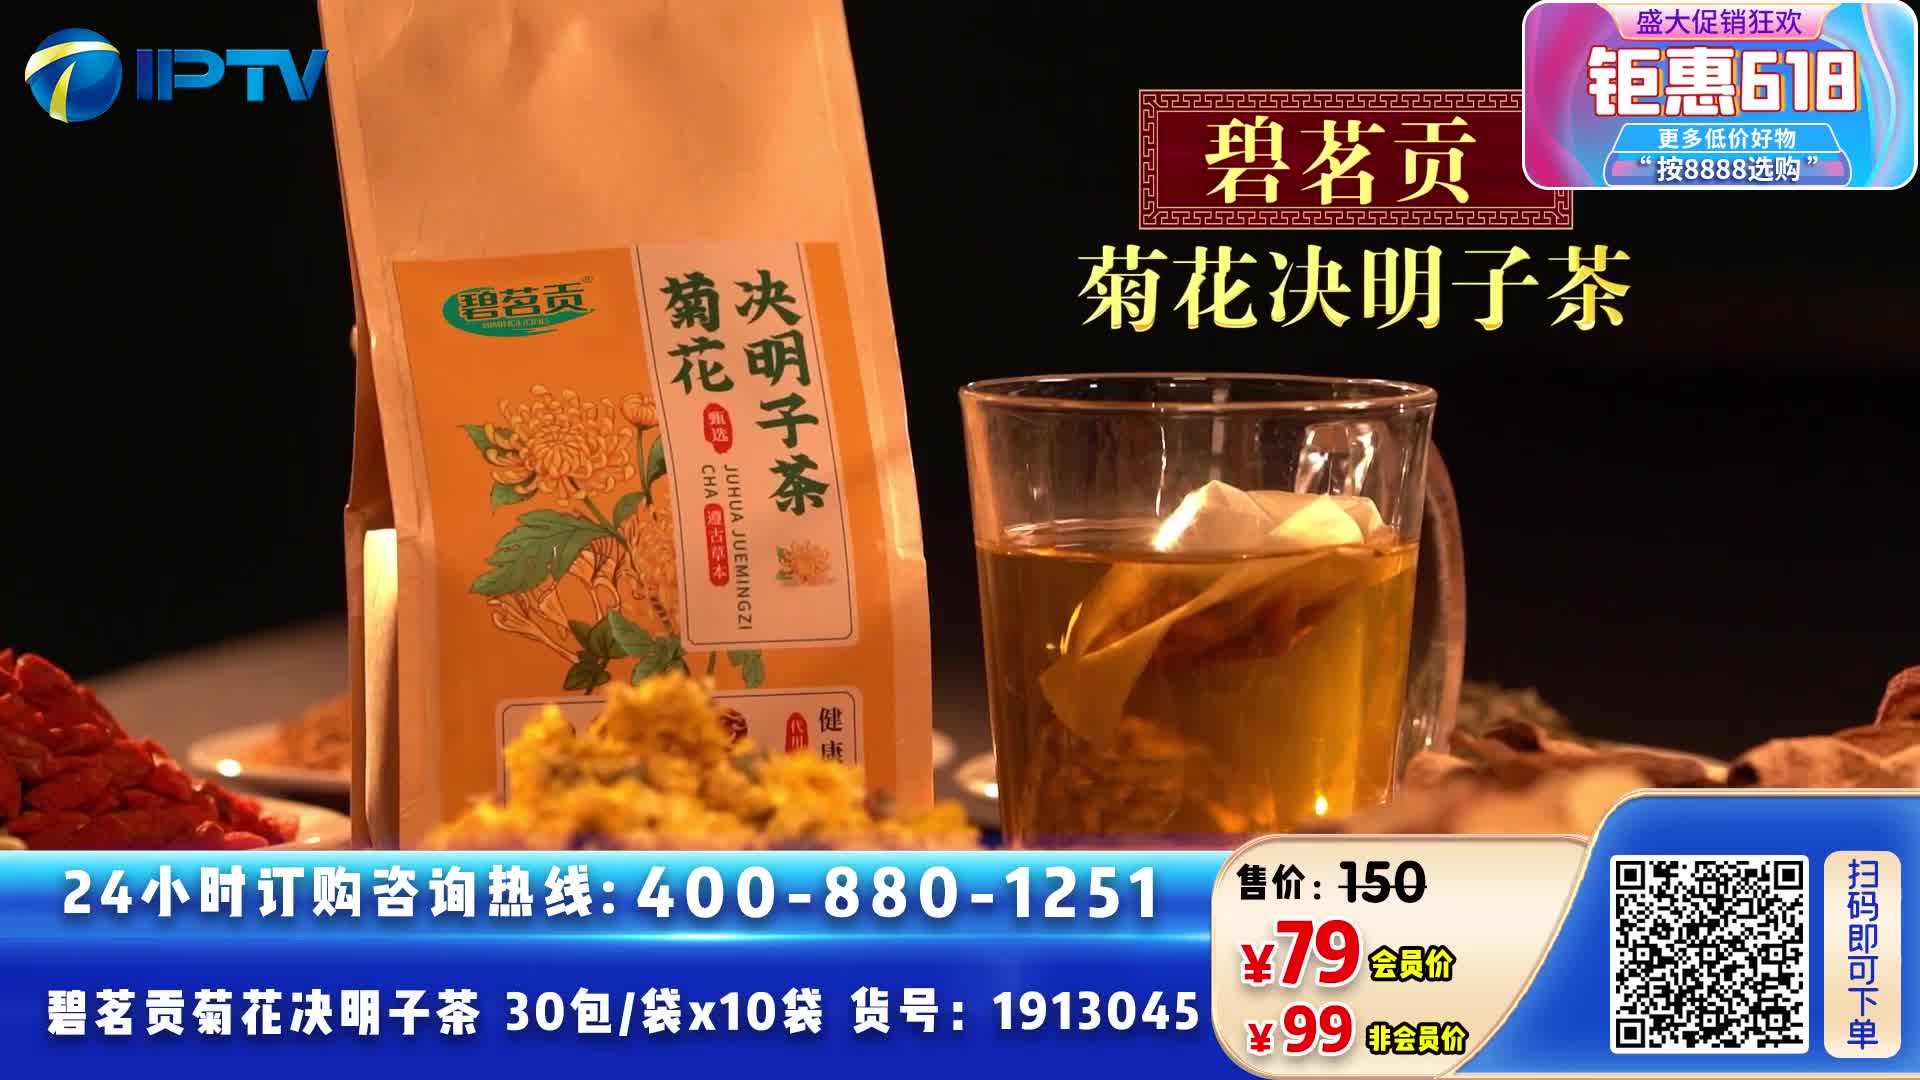 IPTV
盛大促销狂欢
钜惠618
更多低价好物
“按8888选购”
碧茗贡
菊花决明子茶
碧茗贡®
决明子茶
菊花
甄选
JUHUA JUEMINGZI
CHA
遵古草本
健康
24小时订购咨询热线:400-880-1251
碧茗贡菊花决明子茶 30包/袋x10袋 货号：1913045
售价：150
¥79会员价
¥99非会员价
扫码即可下单